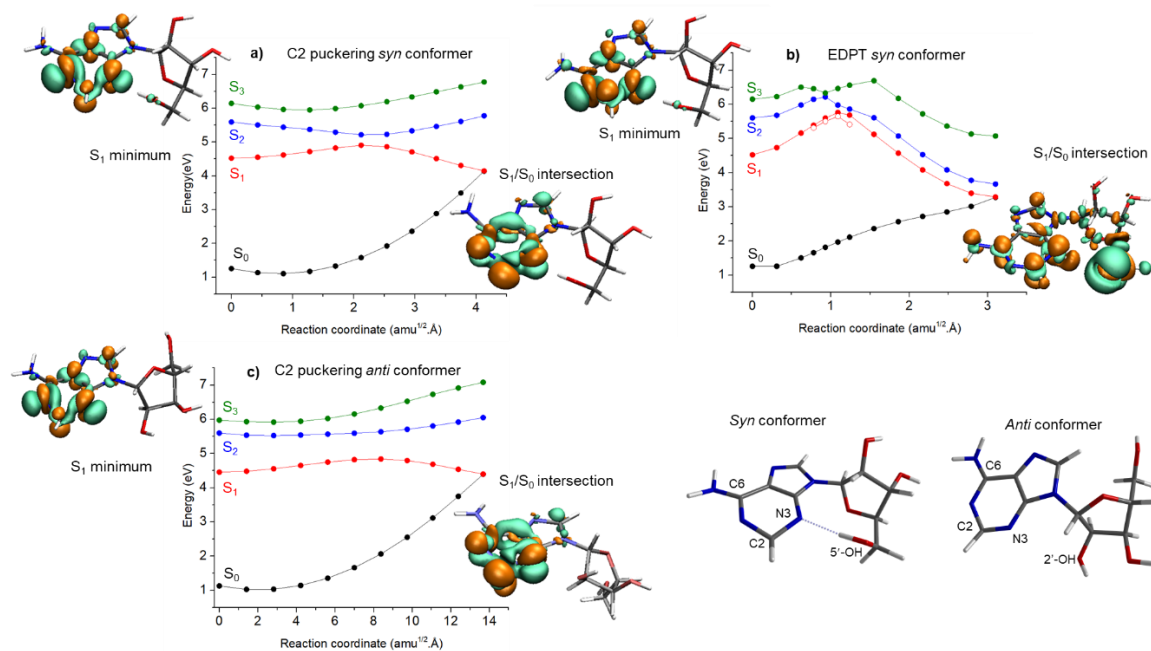 a) C2 puckering syn conformer
Energy(eV)
7
6
5
4
3
2
1
S3
S2
S1
S0
0 1 2 3 4
Reaction coordinate (amu1/2.Å)
S1 minimum
S1/S0 intersection
b) EDPT syn conformer
Energy (eV)
7
6
5
4
3
2
1
S3
S2
S1
S0
0 1 2 3
Reaction coordinate (amu1/2.Å)
S1 minimum
S1/S0 intersection
c) C2 puckering anti conformer
Energy (eV)
7
6
5
4
3
2
1
S3
S2
S1
S0
0 2 4 6 8 10 12 14
Reaction coordinate (amu1/2.Å)
S1 minimum
S1/S0 intersection
Syn conformer
C6
N3
C2
5'-OH
Anti conformer
C6
C2
N3
2'-OH